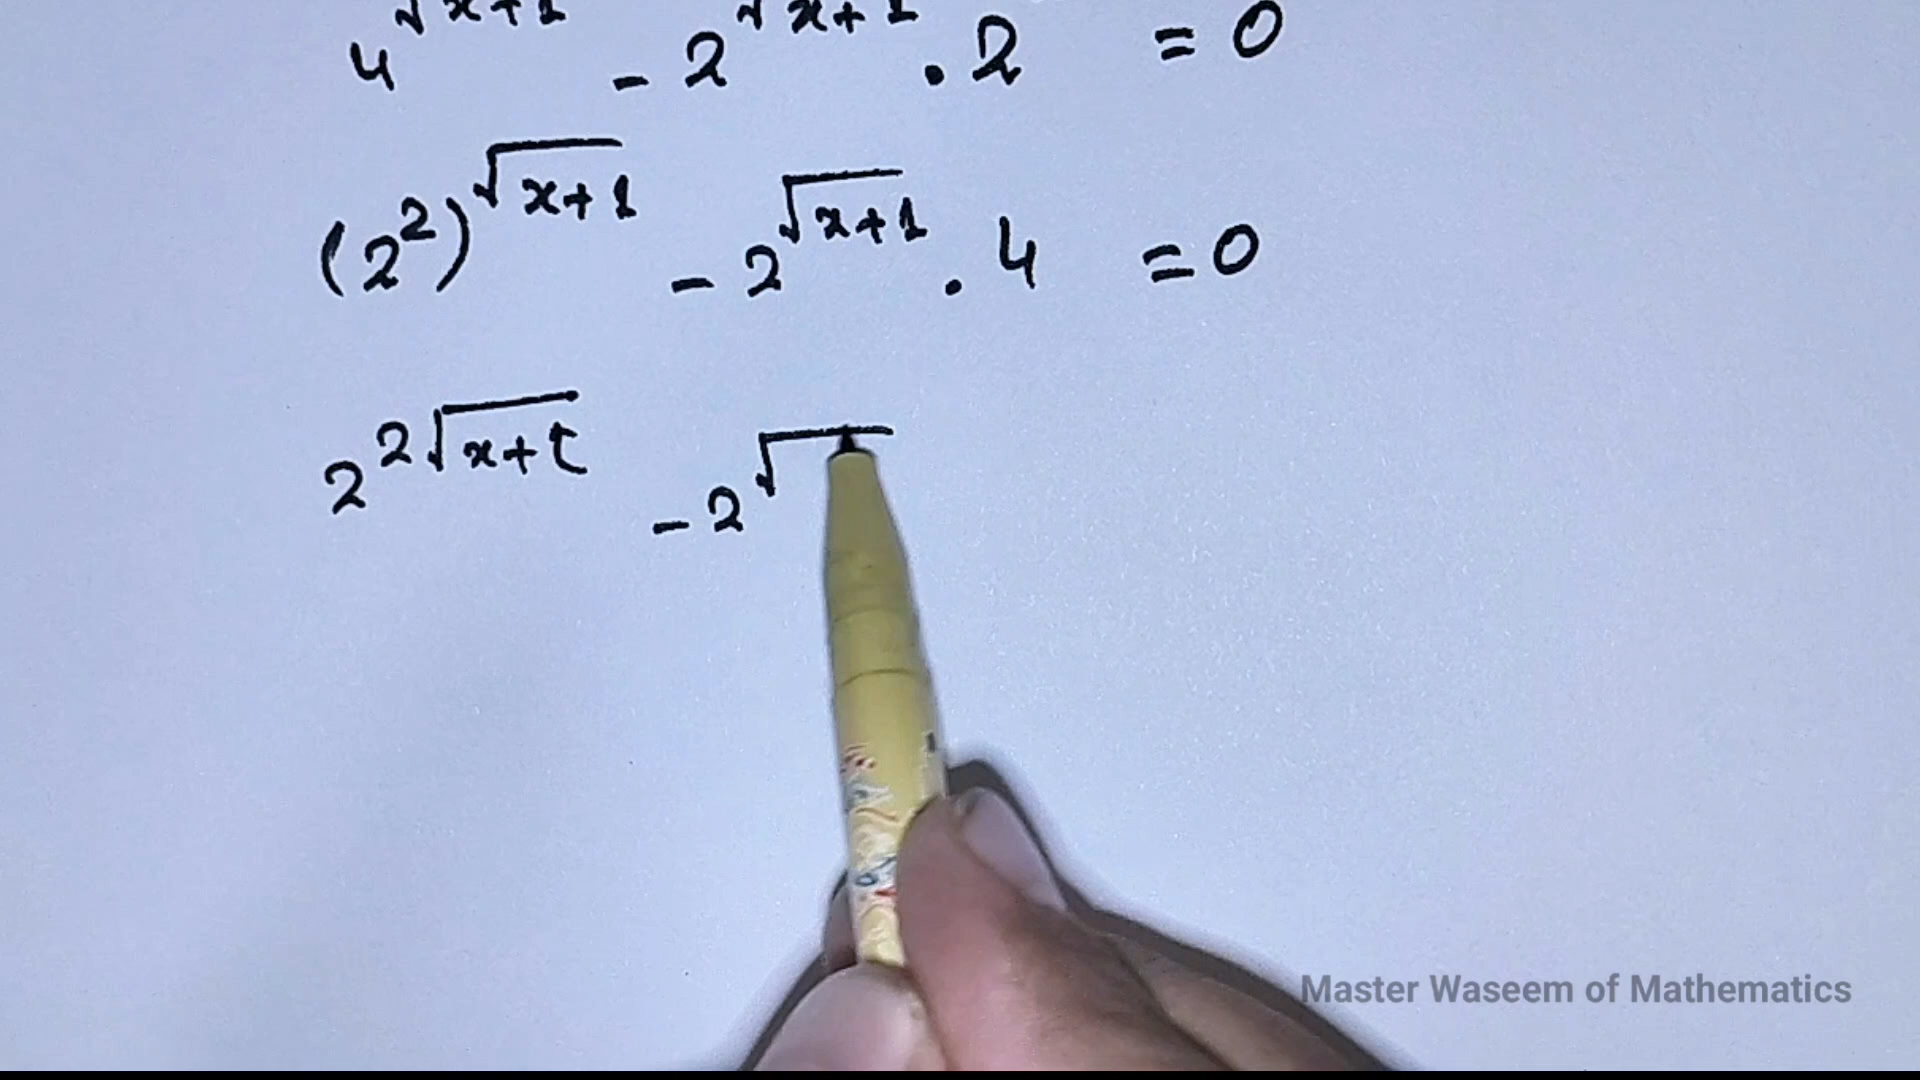 4^√x+1 - 2^√x+1 . 2 = 0
(2²)^√x+1 - 2^√x+1 . 4 = 0
2^2√x+1 - 2^√
Master Waseem of Mathematics